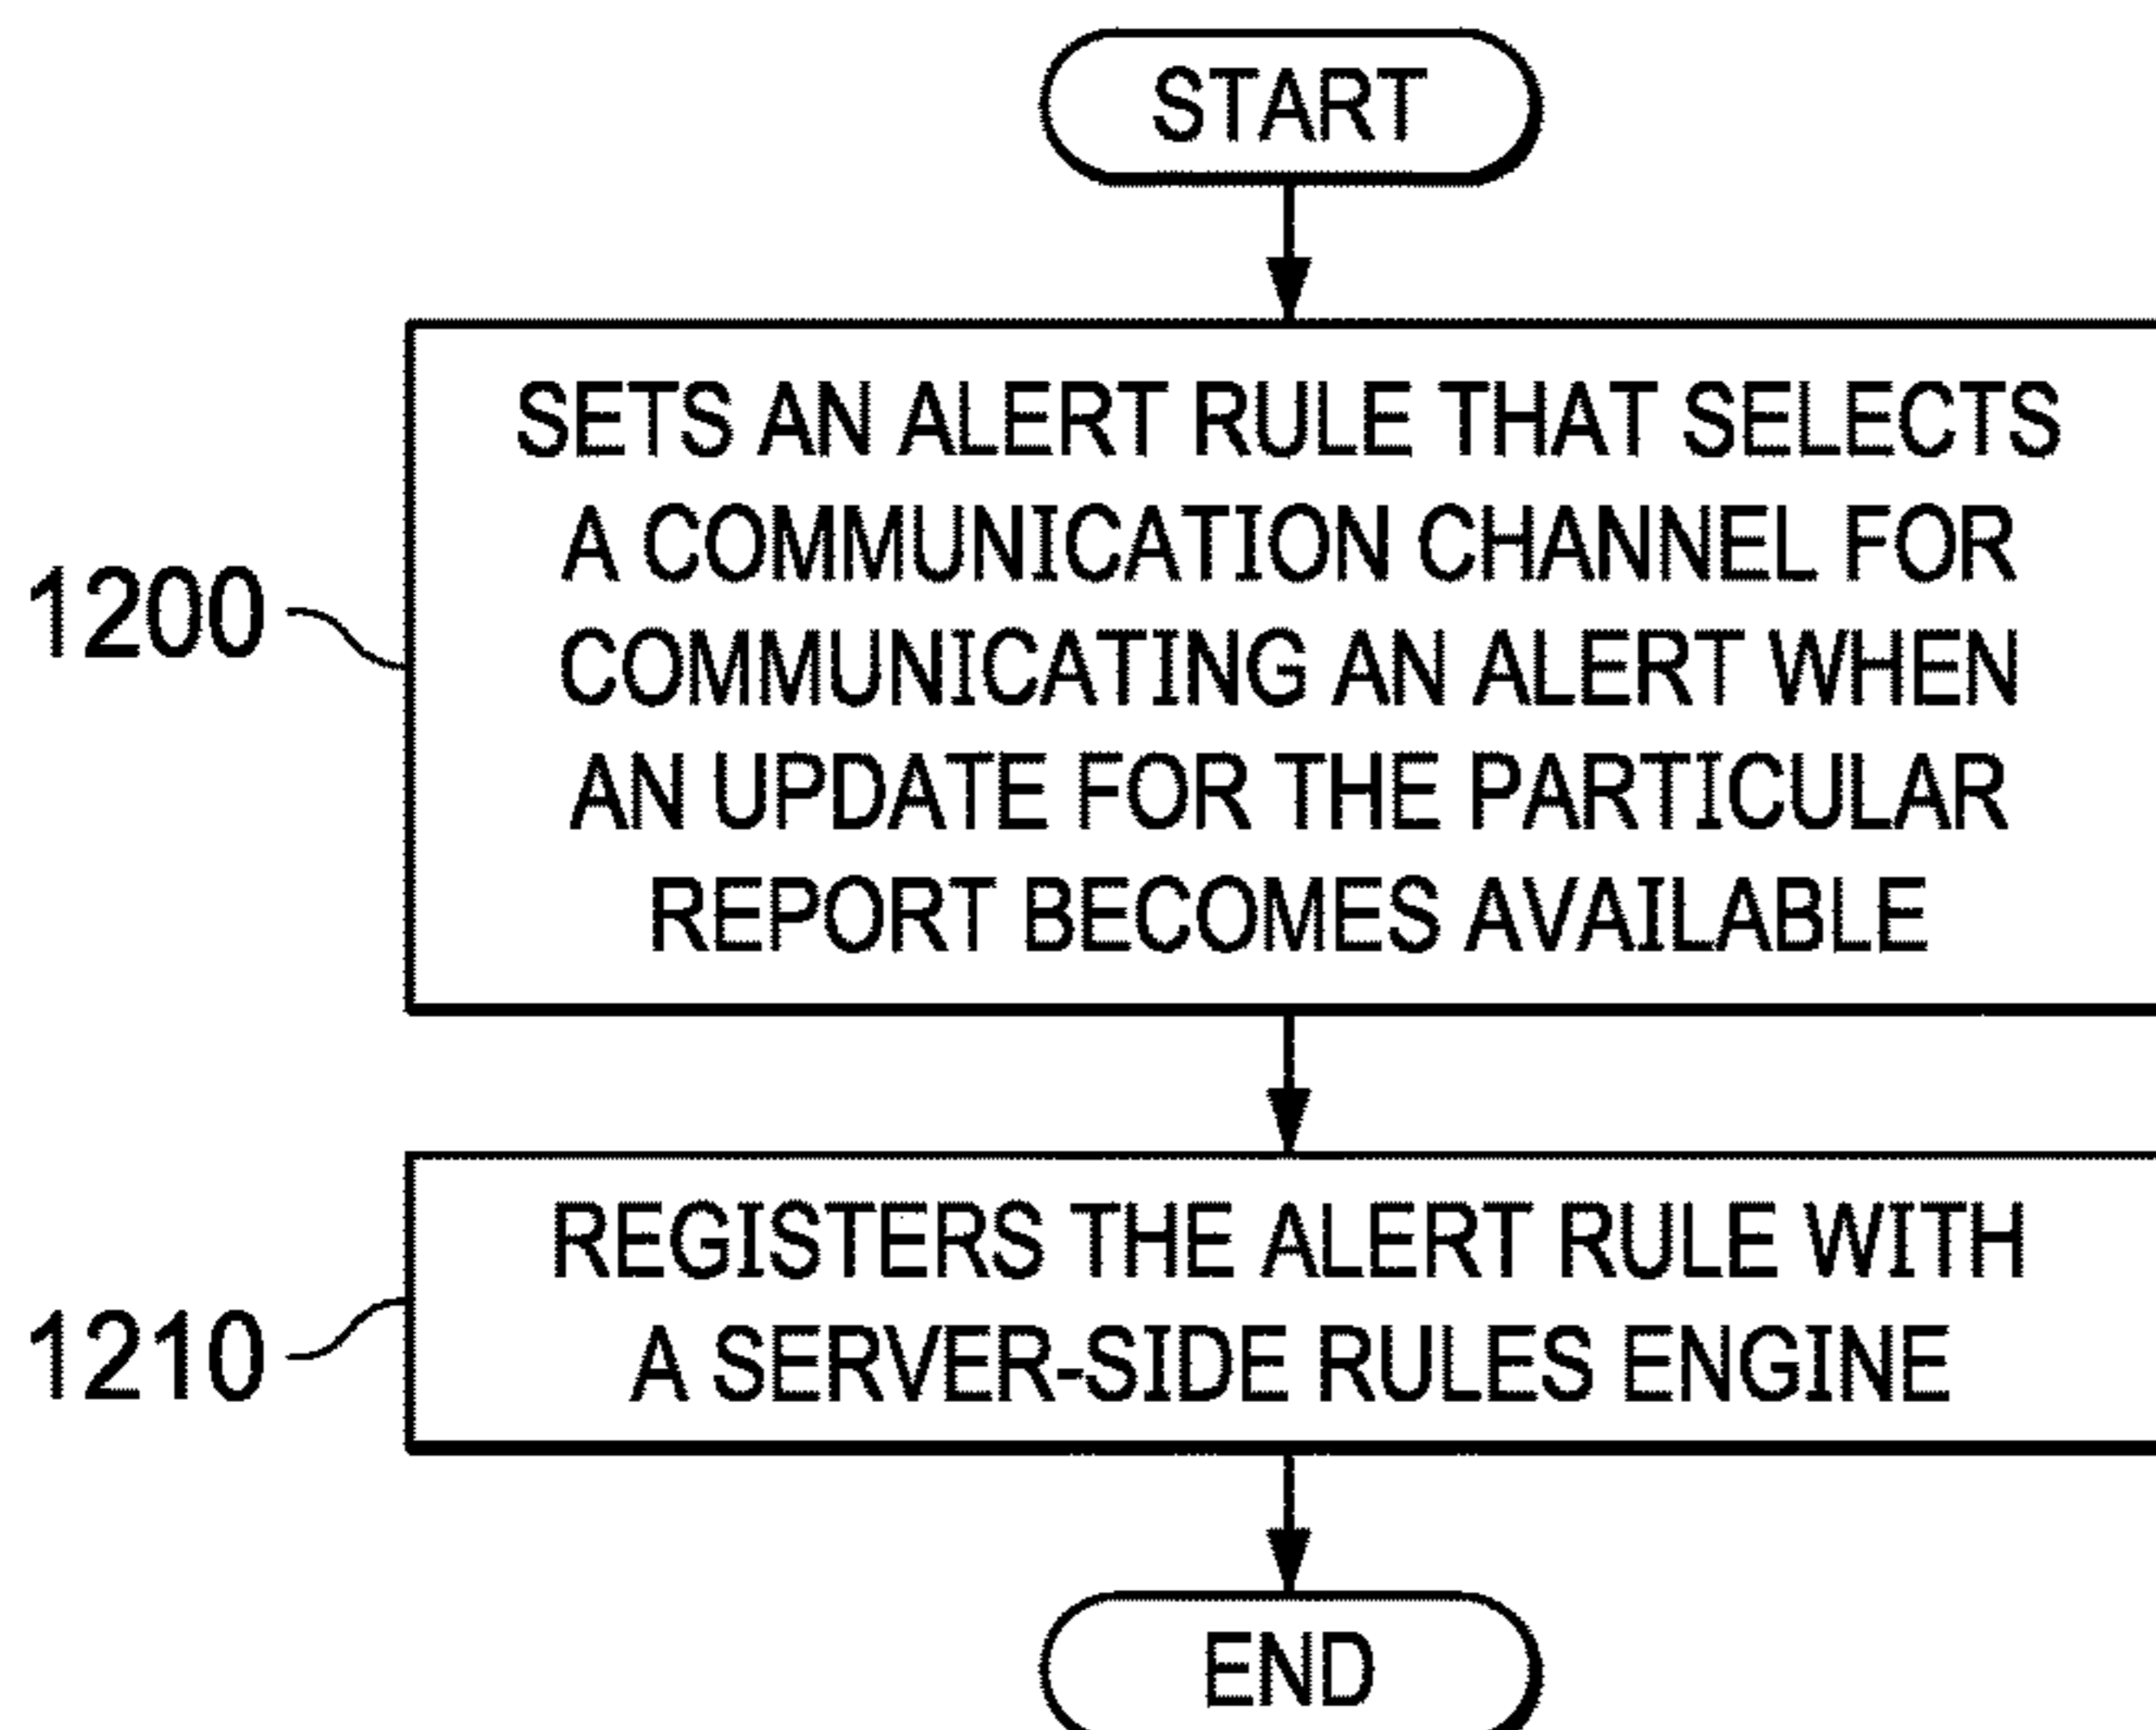 START
SETS AN ALERT RULE THAT SELECTS
A COMMUNICATION CHANNEL FOR
1200
COMMUNICATING AN ALERT WHEN
AN UPDATE FOR THE PARTICULAR
REPORT BECOMES AVAILABLE
REGISTERS THE ALERT RULE WITH
1210
A SERVER-SIDE RULES ENGINE
END